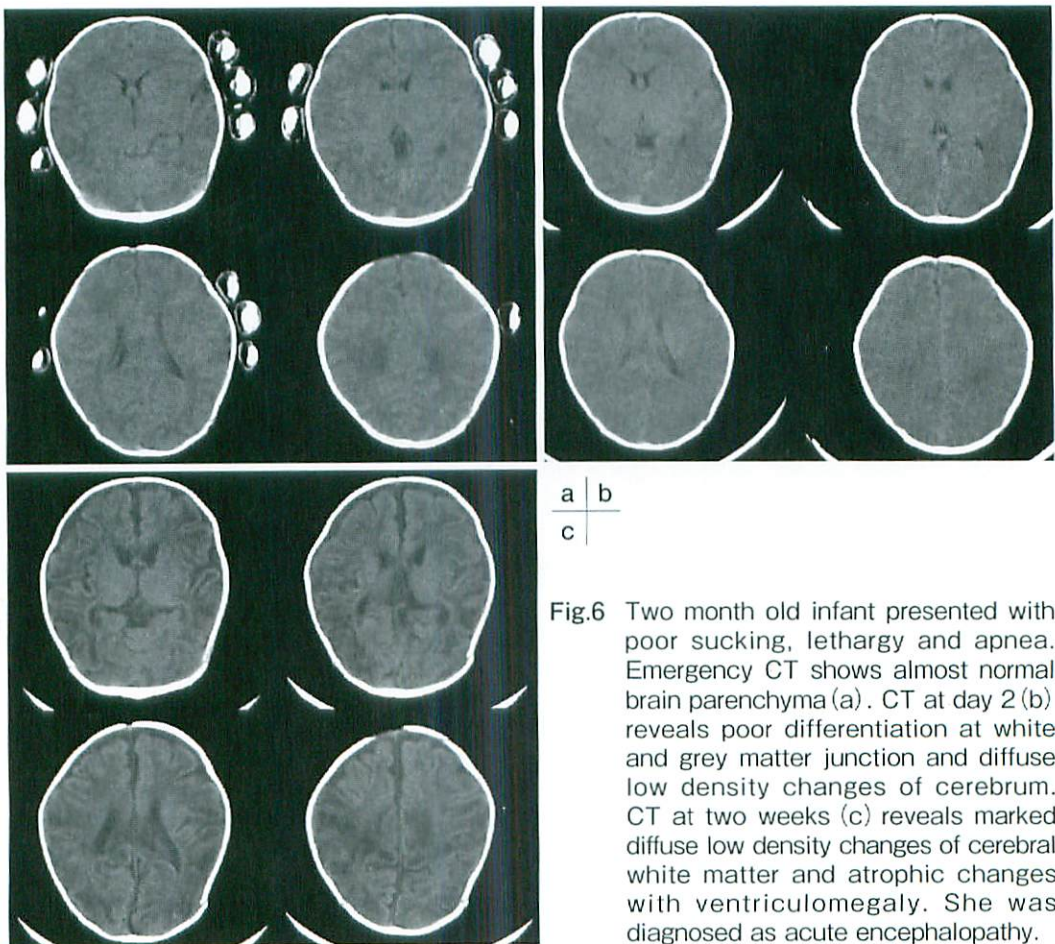 a b
c
Fig.6 Two month old infant presented with
poor sucking, lethargy and apnea.
Emergency CT shows almost normal
brain parenchyma (a). CT at day 2 (b)
reveals poor differentiation at white
and grey matter junction and diffuse
low density changes of cerebrum.
CT at two weeks (c) reveals marked
diffuse low density changes of cerebral
white matter and atrophic changes
with ventriculomegaly. She was
diagnosed as acute encephalopathy.